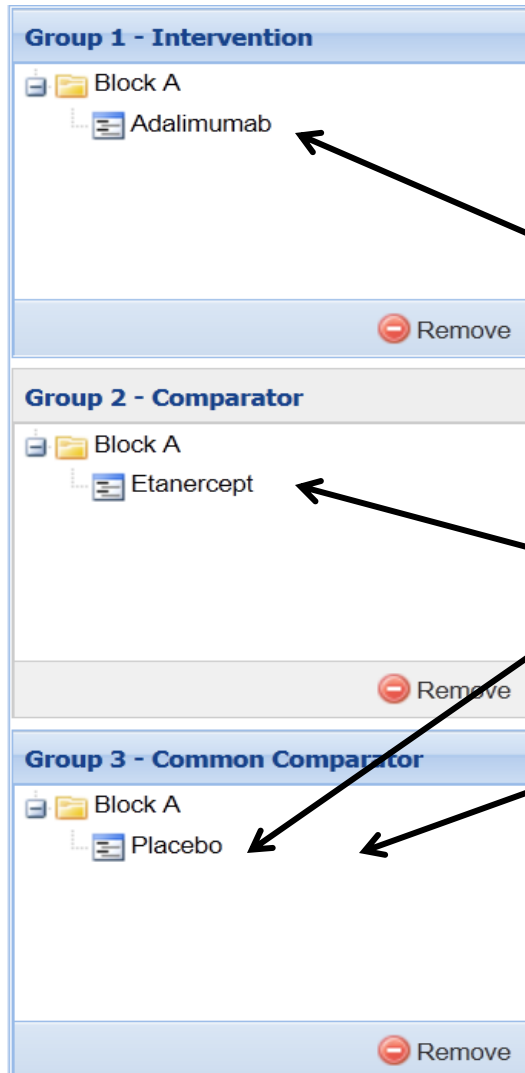 Group 1 - Intervention
Block A
Adalimumab
Remove
Group 2 - Comparator
Block A
Etanercept
Remove
Group 3 - Common Comparator
Block A
Placebo
Remove